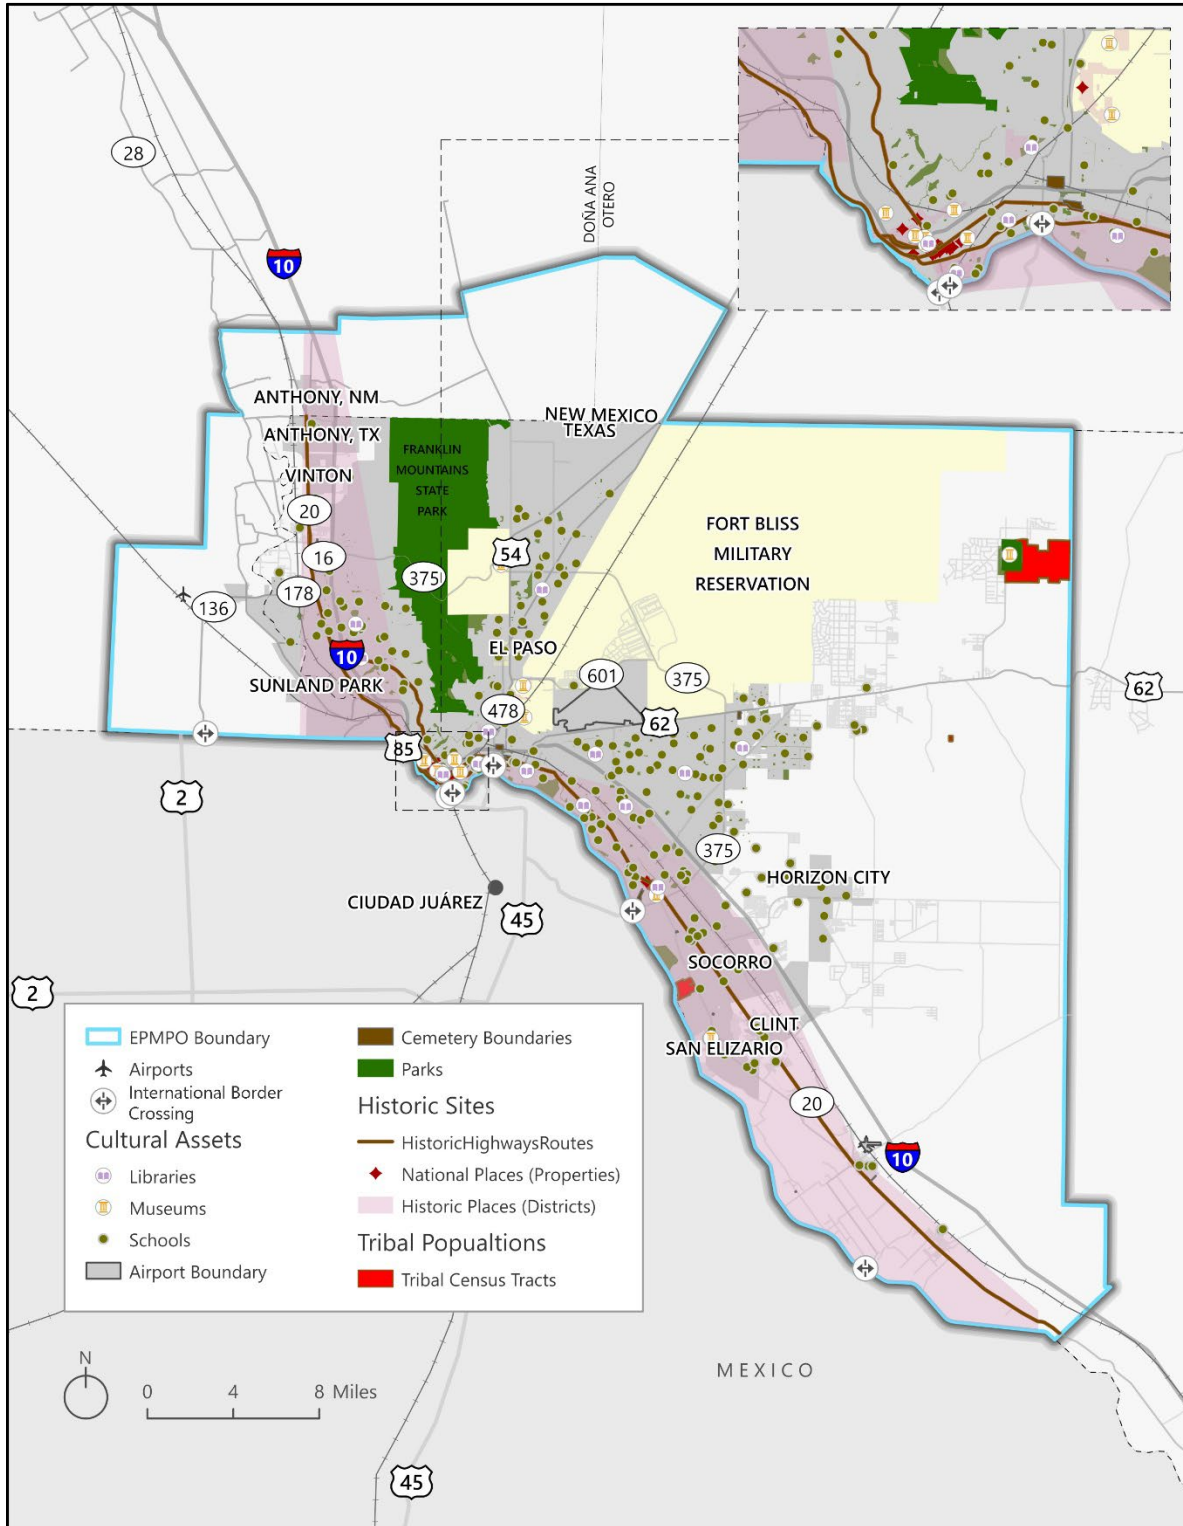 28
10
DOÑA ANA
OTERO
ANTHONY, NM
NEW MEXICO
TEXAS
ANTHONY, TX
FRANKLIN
MOUNTAINS
STATE
PARK
VINTON
20
16
54
FORT BLISS
MILITARY
RESERVATION
375
178
136
10
EL PASO
601
375
SUNLAND PARK
62
478
62
85
2
375
HORIZON CITY
CIUDAD JUÁREZ
45
SOCORRO
2
CLINT
SAN ELIZARIO
20
10
EPMPO Boundary
Airports
International Border
Crossing
Cultural Assets
Libraries
Museums
Schools
Airport Boundary
Cemetery Boundaries
Parks
Historic Sites
HistoricHighwaysRoutes
National Places (Properties)
Historic Places (Districts)
Tribal Popualtions
Tribal Census Tracts
MEXICO
N
0 4 8 Miles
45